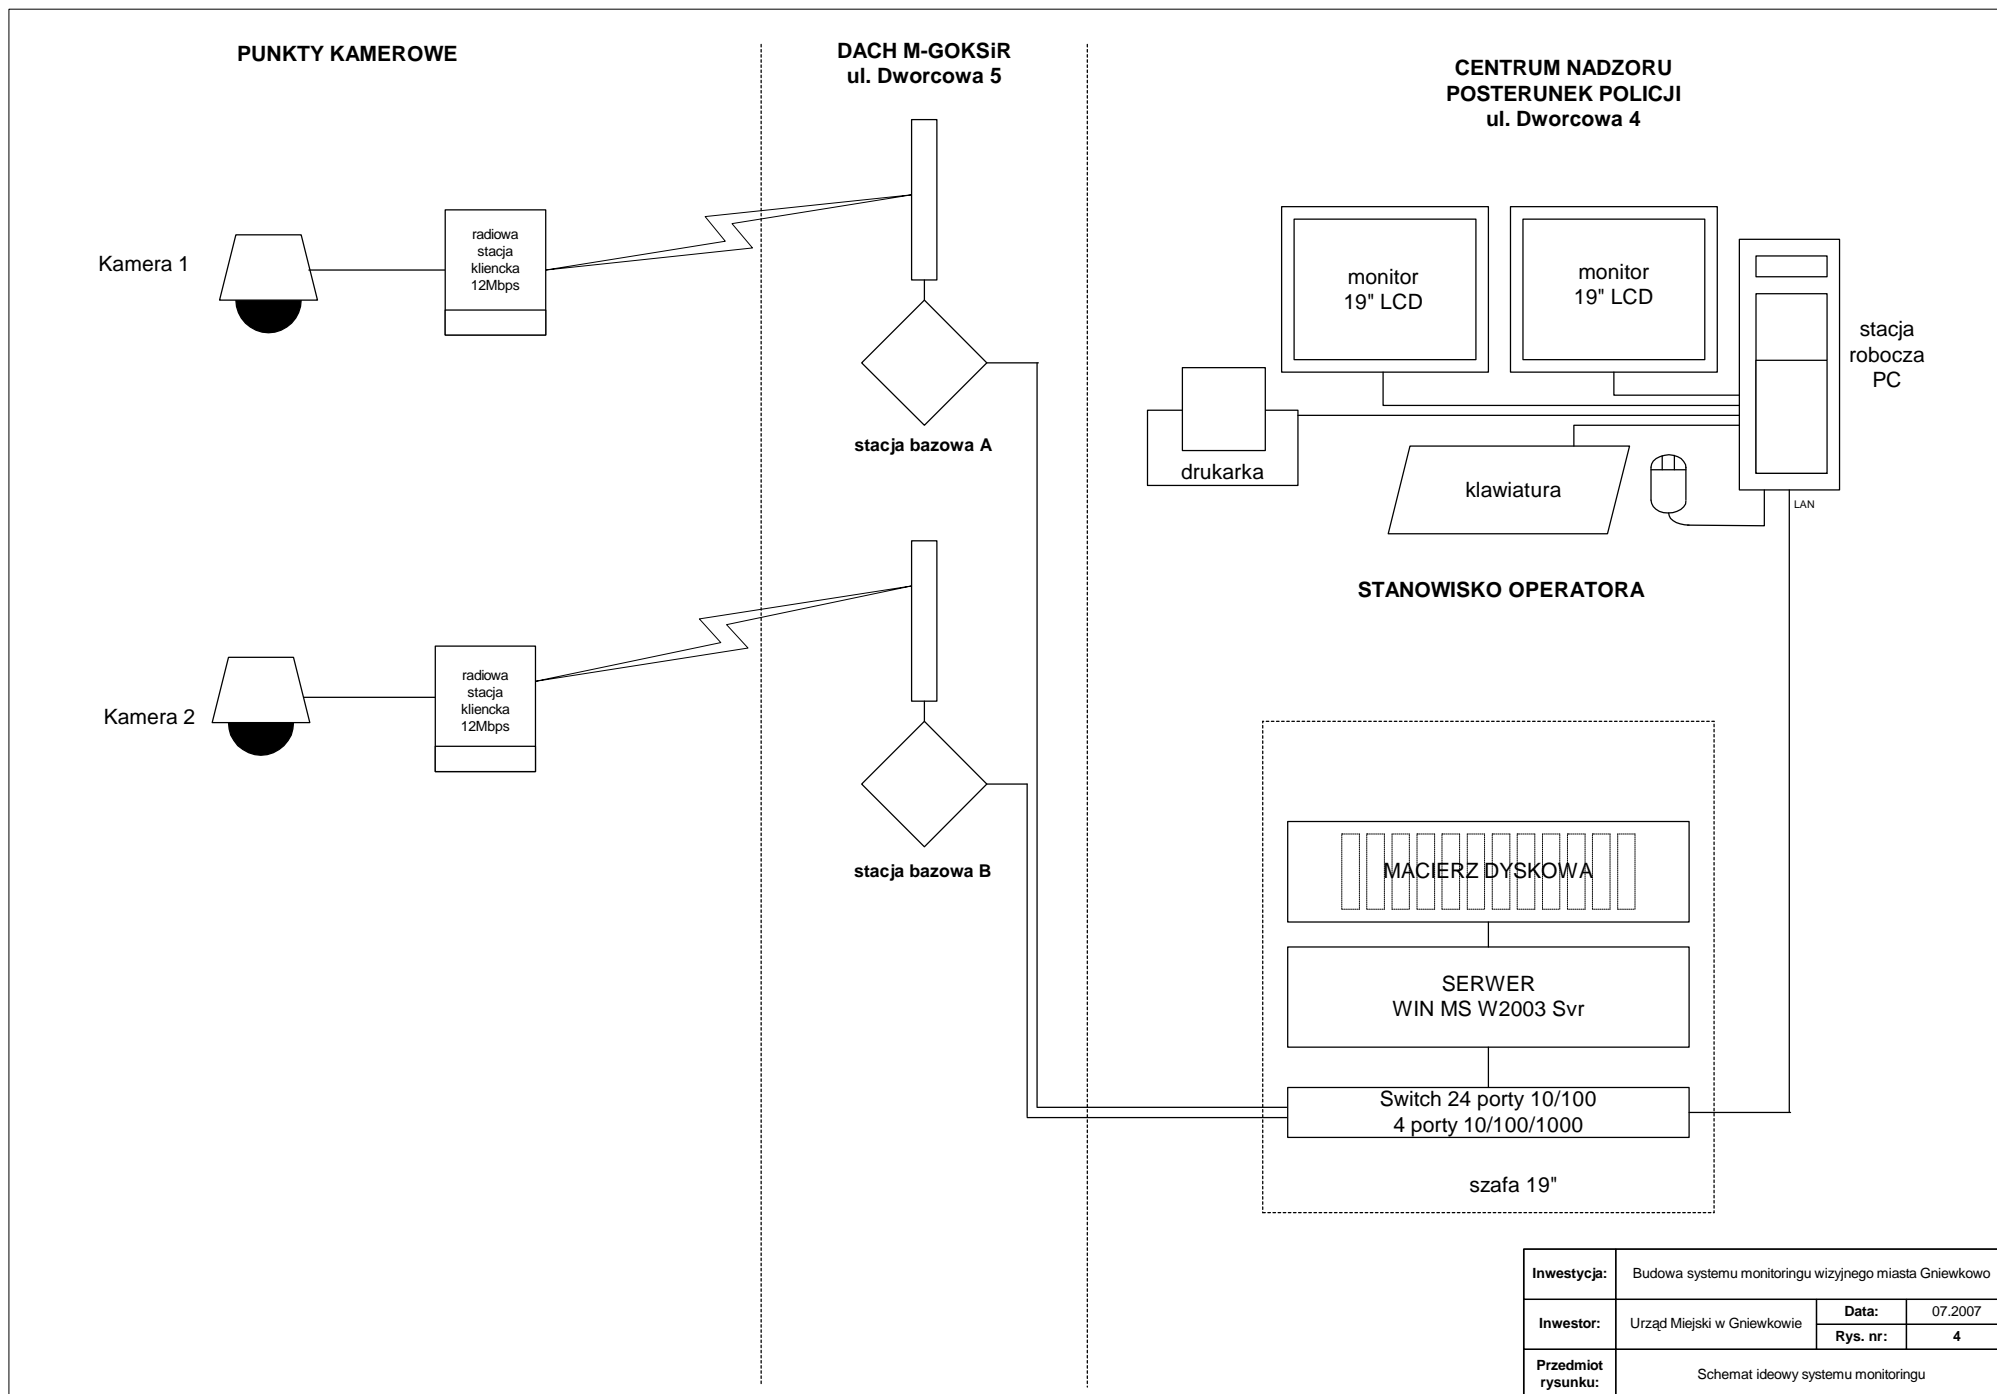 PUNKTY KAMEROWE
DACH M-GOKSiR
ul. Dworcowa 5
CENTRUM NADZORU
POSTERUNEK POLICJI
ul. Dworcowa 4
Kamera 1
radiowa
stacja
kliencka
12Mbps
stacja bazowa A
monitor
19" LCD
monitor
19" LCD
stacja
robocza
PC
drukarka
klawiatura
LAN
STANOWISKO OPERATORA
Kamera 2
radiowa
stacja
kliencka
12Mbps
stacja bazowa B
MACIERZ DYSKOWA
SERWER
WIN MS W2003 Svr
Switch 24 porty 10/100
4 porty 10/100/1000
szafa 19"
Inwestycja: Budowa systemu monitoringu wizyjnego miasta Gniewkowo
Inwestor: Urząd Miejski w Gniewkowie Data: 07.2007
Rys. nr: 4
Przedmiot
rysunku: Schemat ideowy systemu monitoringu